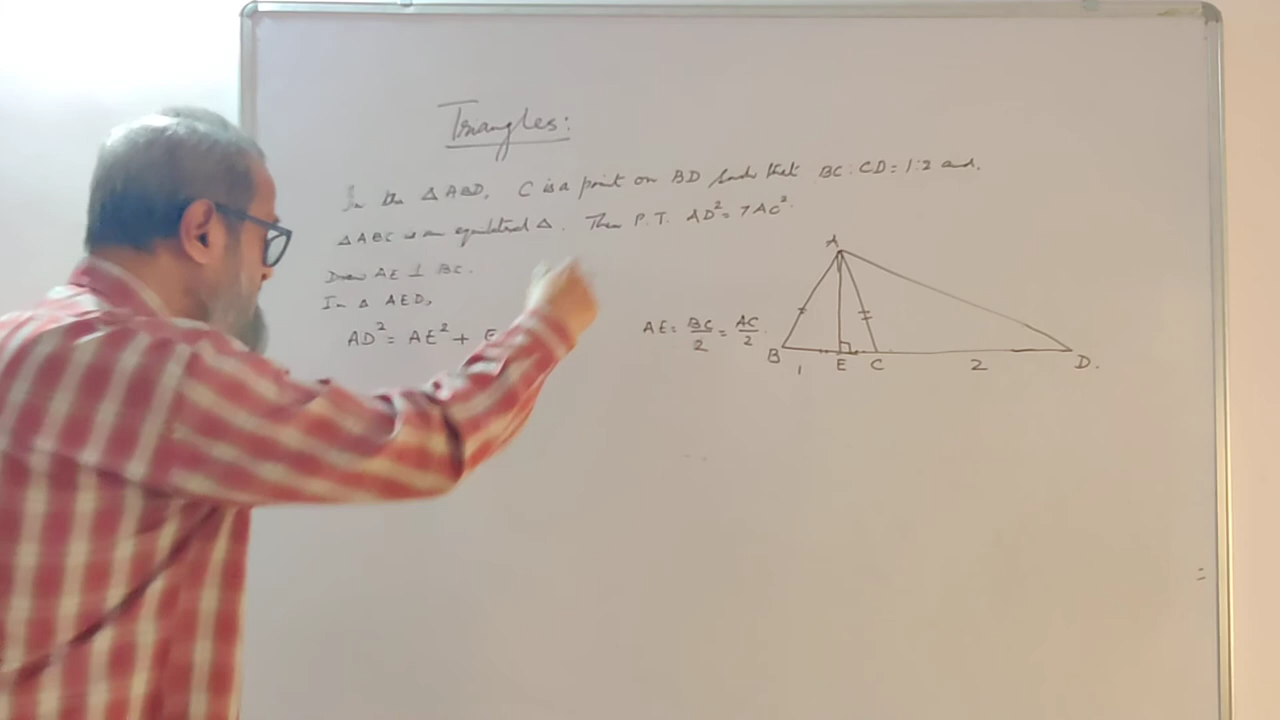 Triangles:
In the △ ABD, C is a point on BD such that BC : CD = 1:2 and.
△ ABC is an equilateral △. Then P.T. AD² = 7AC².
Draw AE ⊥ BC.
In △ AED,
AD² = AE² + E
AE = BC/2 = AC/2.
A
B
E
C
D.
1
2
=